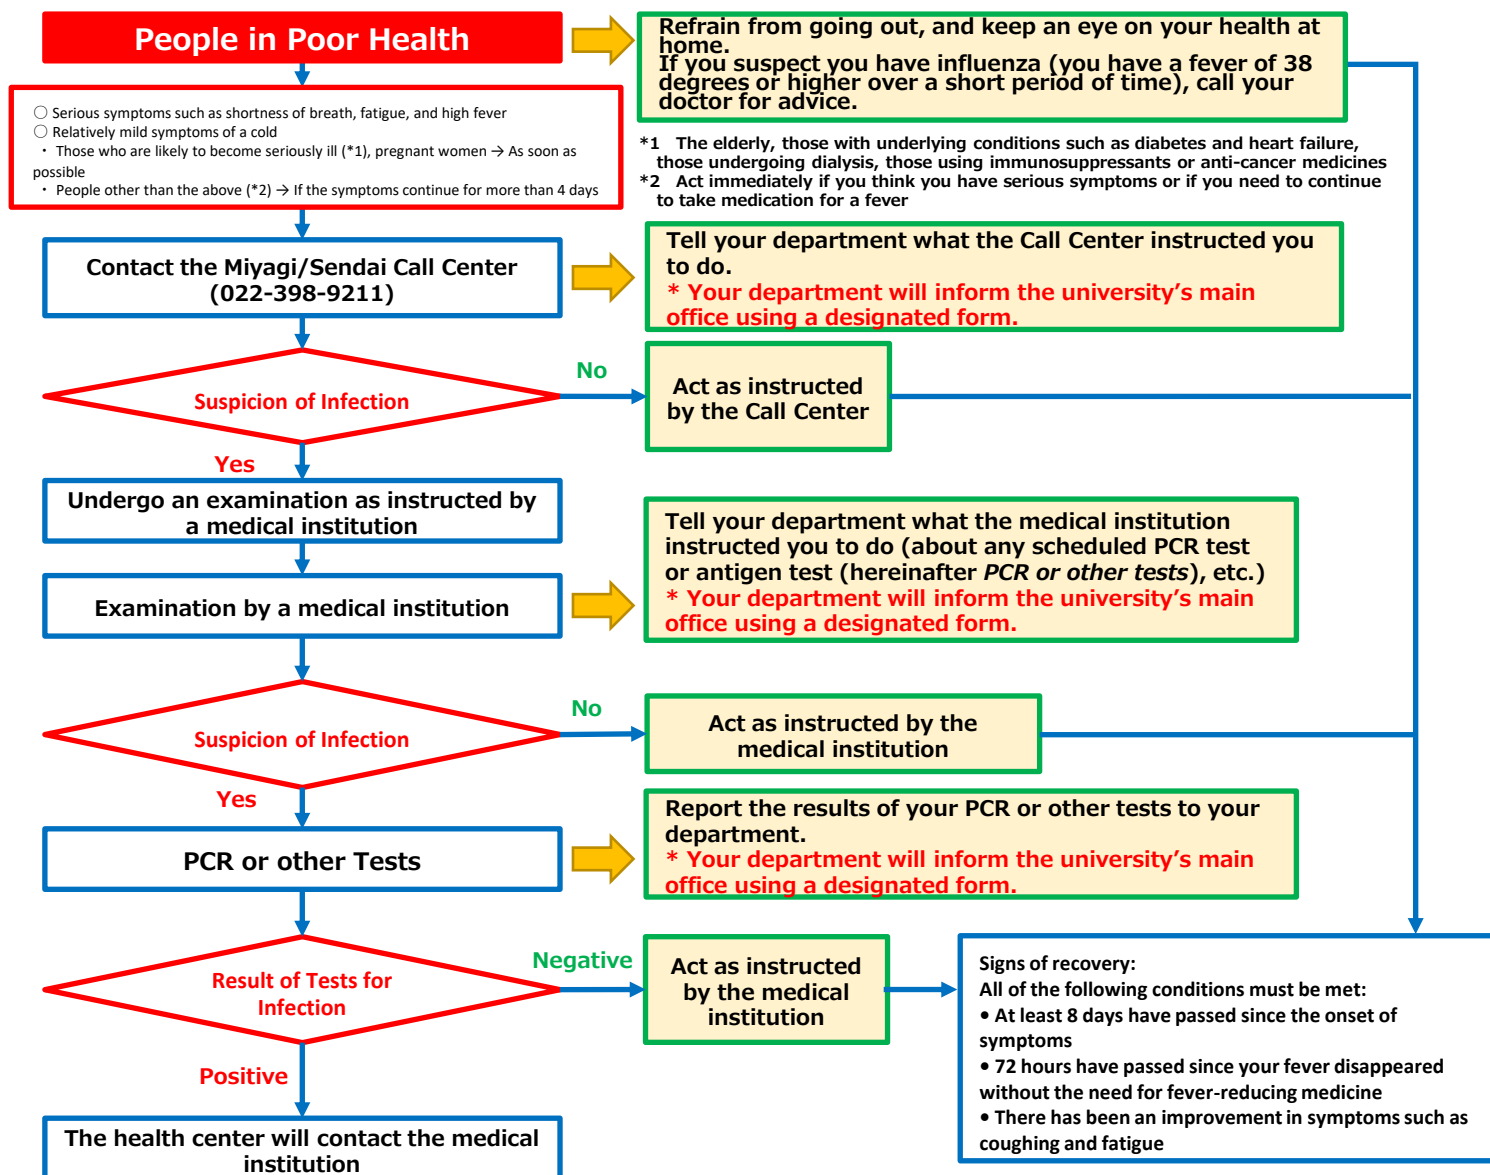 People in Poor Health
Refrain from going out, and keep an eye on your health at
home.
If you suspect you have influenza (you have a fever of 38
degrees or higher over a short period of time), call your
doctor for advice.
○ Serious symptoms such as shortness of breath, fatigue, and high fever
○ Relatively mild symptoms of a cold
・ Those who are likely to become seriously ill (*1), pregnant women → As soon as
possible
・ People other than the above (*2) → If the symptoms continue for more than 4 days
*1 The elderly, those with underlying conditions such as diabetes and heart failure,
those undergoing dialysis, those using immunosuppressants or anti-cancer medicines
*2 Act immediately if you think you have serious symptoms or if you need to continue
to take medication for a fever
Contact the Miyagi/Sendai Call Center
(022-398-9211)
Tell your department what the Call Center instructed you
to do.
* Your department will inform the university’s main
office using a designated form.
Suspicion of Infection
No
Act as instructed
by the Call Center
Yes
Undergo an examination as instructed by
a medical institution
Examination by a medical institution
Tell your department what the medical institution
instructed you to do (about any scheduled PCR test
or antigen test (hereinafter PCR or other tests), etc.)
* Your department will inform the university’s main
office using a designated form.
Suspicion of Infection
No
Act as instructed by the
medical institution
Yes
PCR or other Tests
Report the results of your PCR or other tests to your
department.
* Your department will inform the university’s main
office using a designated form.
Result of Tests for
Infection
Negative
Act as instructed
by the medical
institution
Signs of recovery:
All of the following conditions must be met:
• At least 8 days have passed since the onset of
symptoms
• 72 hours have passed since your fever disappeared
without the need for fever-reducing medicine
• There has been an improvement in symptoms such as
coughing and fatigue
Positive
The health center will contact the medical
institution